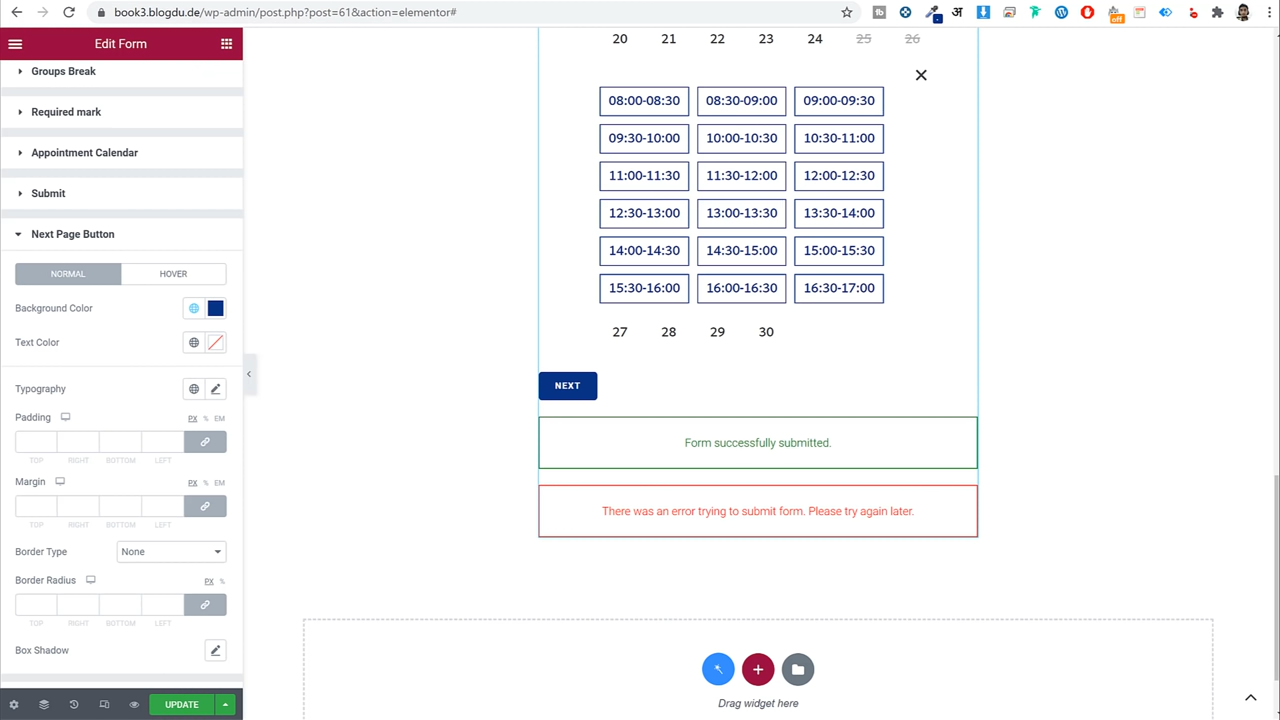 book3.blogdu.de/wp-admin/post.php?post=61&action=elementor#
off
Edit Form
Groups Break
Required mark
Appointment Calendar
Submit
Next Page Button
NORMAL HOVER
Background Color
Text Color
Typography
Padding PX % EM
TOP RIGHT BOTTOM LEFT
Margin PX % EM
TOP RIGHT BOTTOM LEFT
Border Type None
Border Radius PX %
TOP RIGHT BOTTOM LEFT
Box Shadow
UPDATE
20 21 22 23 24 25 26
08:00-08:30 08:30-09:00 09:00-09:30
09:30-10:00 10:00-10:30 10:30-11:00
11:00-11:30 11:30-12:00 12:00-12:30
12:30-13:00 13:00-13:30 13:30-14:00
14:00-14:30 14:30-15:00 15:00-15:30
15:30-16:00 16:00-16:30 16:30-17:00
27 28 29 30
NEXT
Form successfully submitted.
There was an error trying to submit form. Please try again later.
Drag widget here